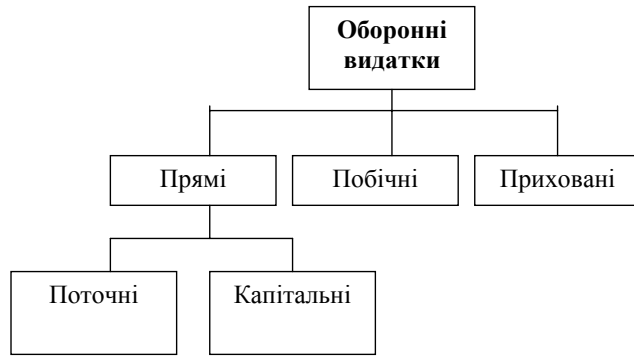 Оборонні
видатки
Прямі
Побічні
Приховані
Поточні
Капітальні